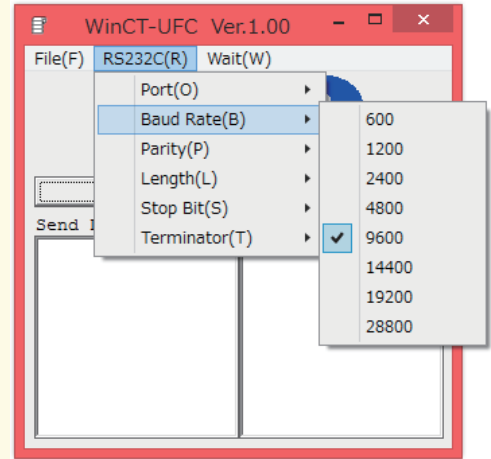 WinCT-UFC Ver.1.00
File(F) RS232C(R) Wait(W)
Port(O)
Baud Rate(B)
Parity(P)
Length(L)
Stop Bit(S)
Terminator(T)
600
1200
2400
4800
9600
14400
19200
28800
Send